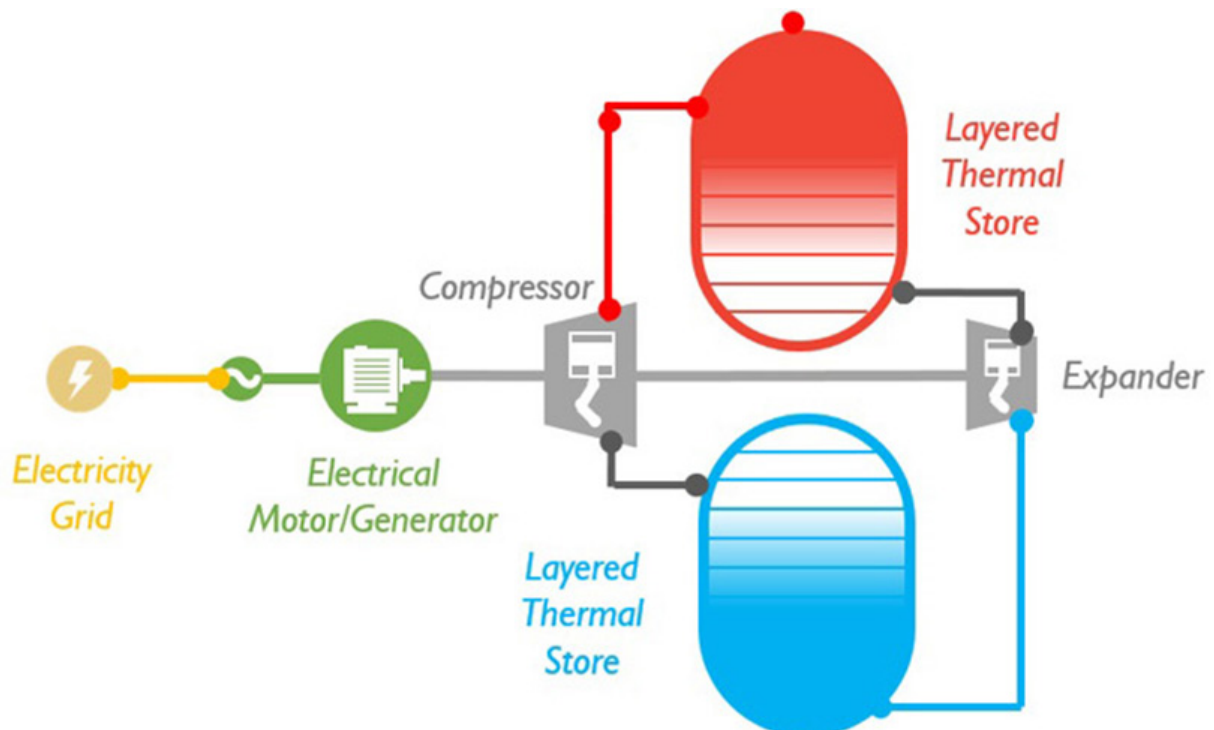 Layered
Thermal
Store
Compressor
Expander
Electricity
Grid
Electrical
Motor/Generator
Layered
Thermal
Store